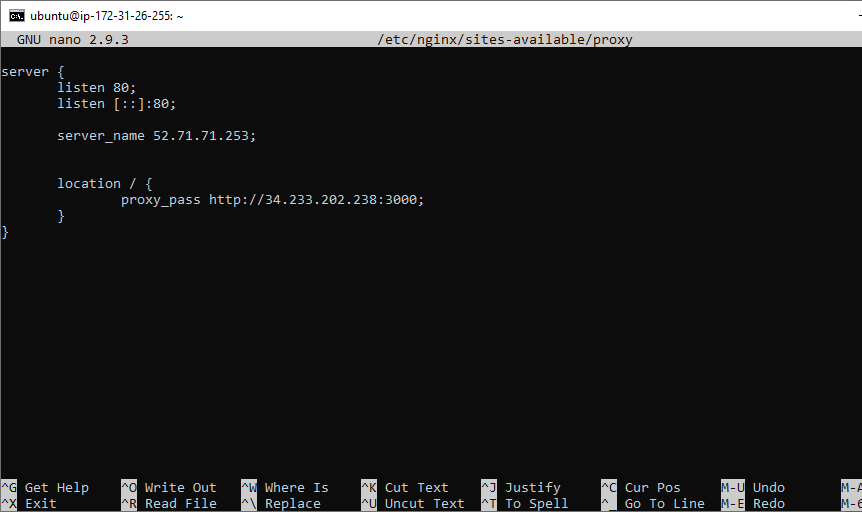 ubuntu@ip-172-31-26-255: ~
GNU nano 2.9.3 /etc/nginx/sites-available/proxy
server {
listen 80;
listen [::]:80;
server_name 52.71.71.253;
location / {
proxy_pass http://34.233.202.238:3000;
}
}
^G Get Help ^O Write Out ^W Where Is ^K Cut Text ^J Justify ^C Cur Pos M-U Undo
^X Exit ^R Read File ^\ Replace ^U Uncut Text ^T To Spell ^_ Go To Line M-E Redo